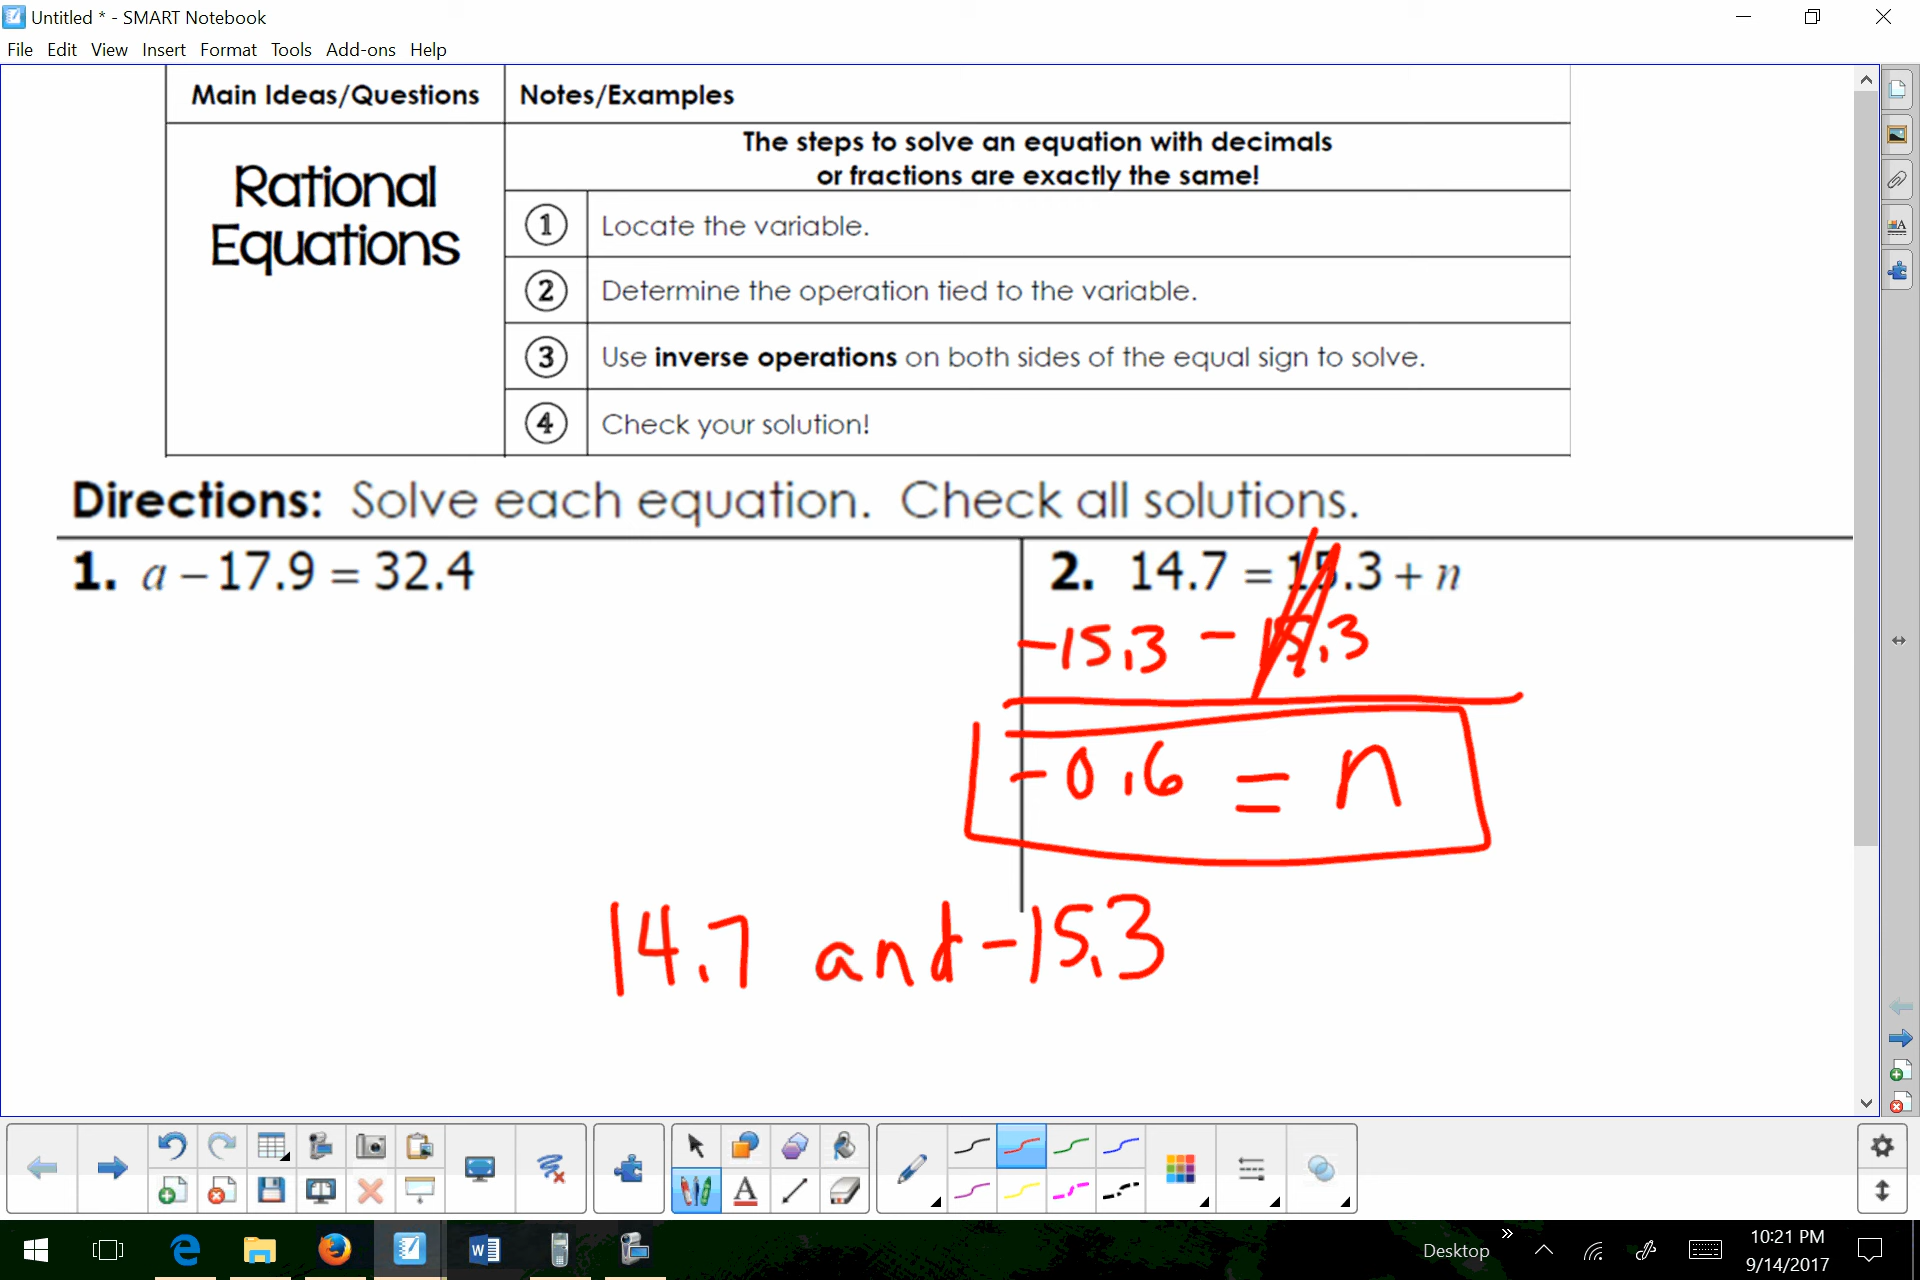 Untitled * - SMART Notebook
File Edit View Insert Format Tools Add-ons Help
Main Ideas/Questions Notes/Examples
Rational
Equations
The steps to solve an equation with decimals
or fractions are exactly the same!
1 Locate the variable.
2 Determine the operation tied to the variable.
3 Use inverse operations on both sides of the equal sign to solve.
4 Check your solution!
Directions: Solve each equation. Check all solutions.
1. a – 17.9 = 32.4
2. 14.7 = 15.3 + n
-15.3 - 15.3
-0.6 = n
14.7 and -15.3
Desktop
10:21 PM
9/14/2017